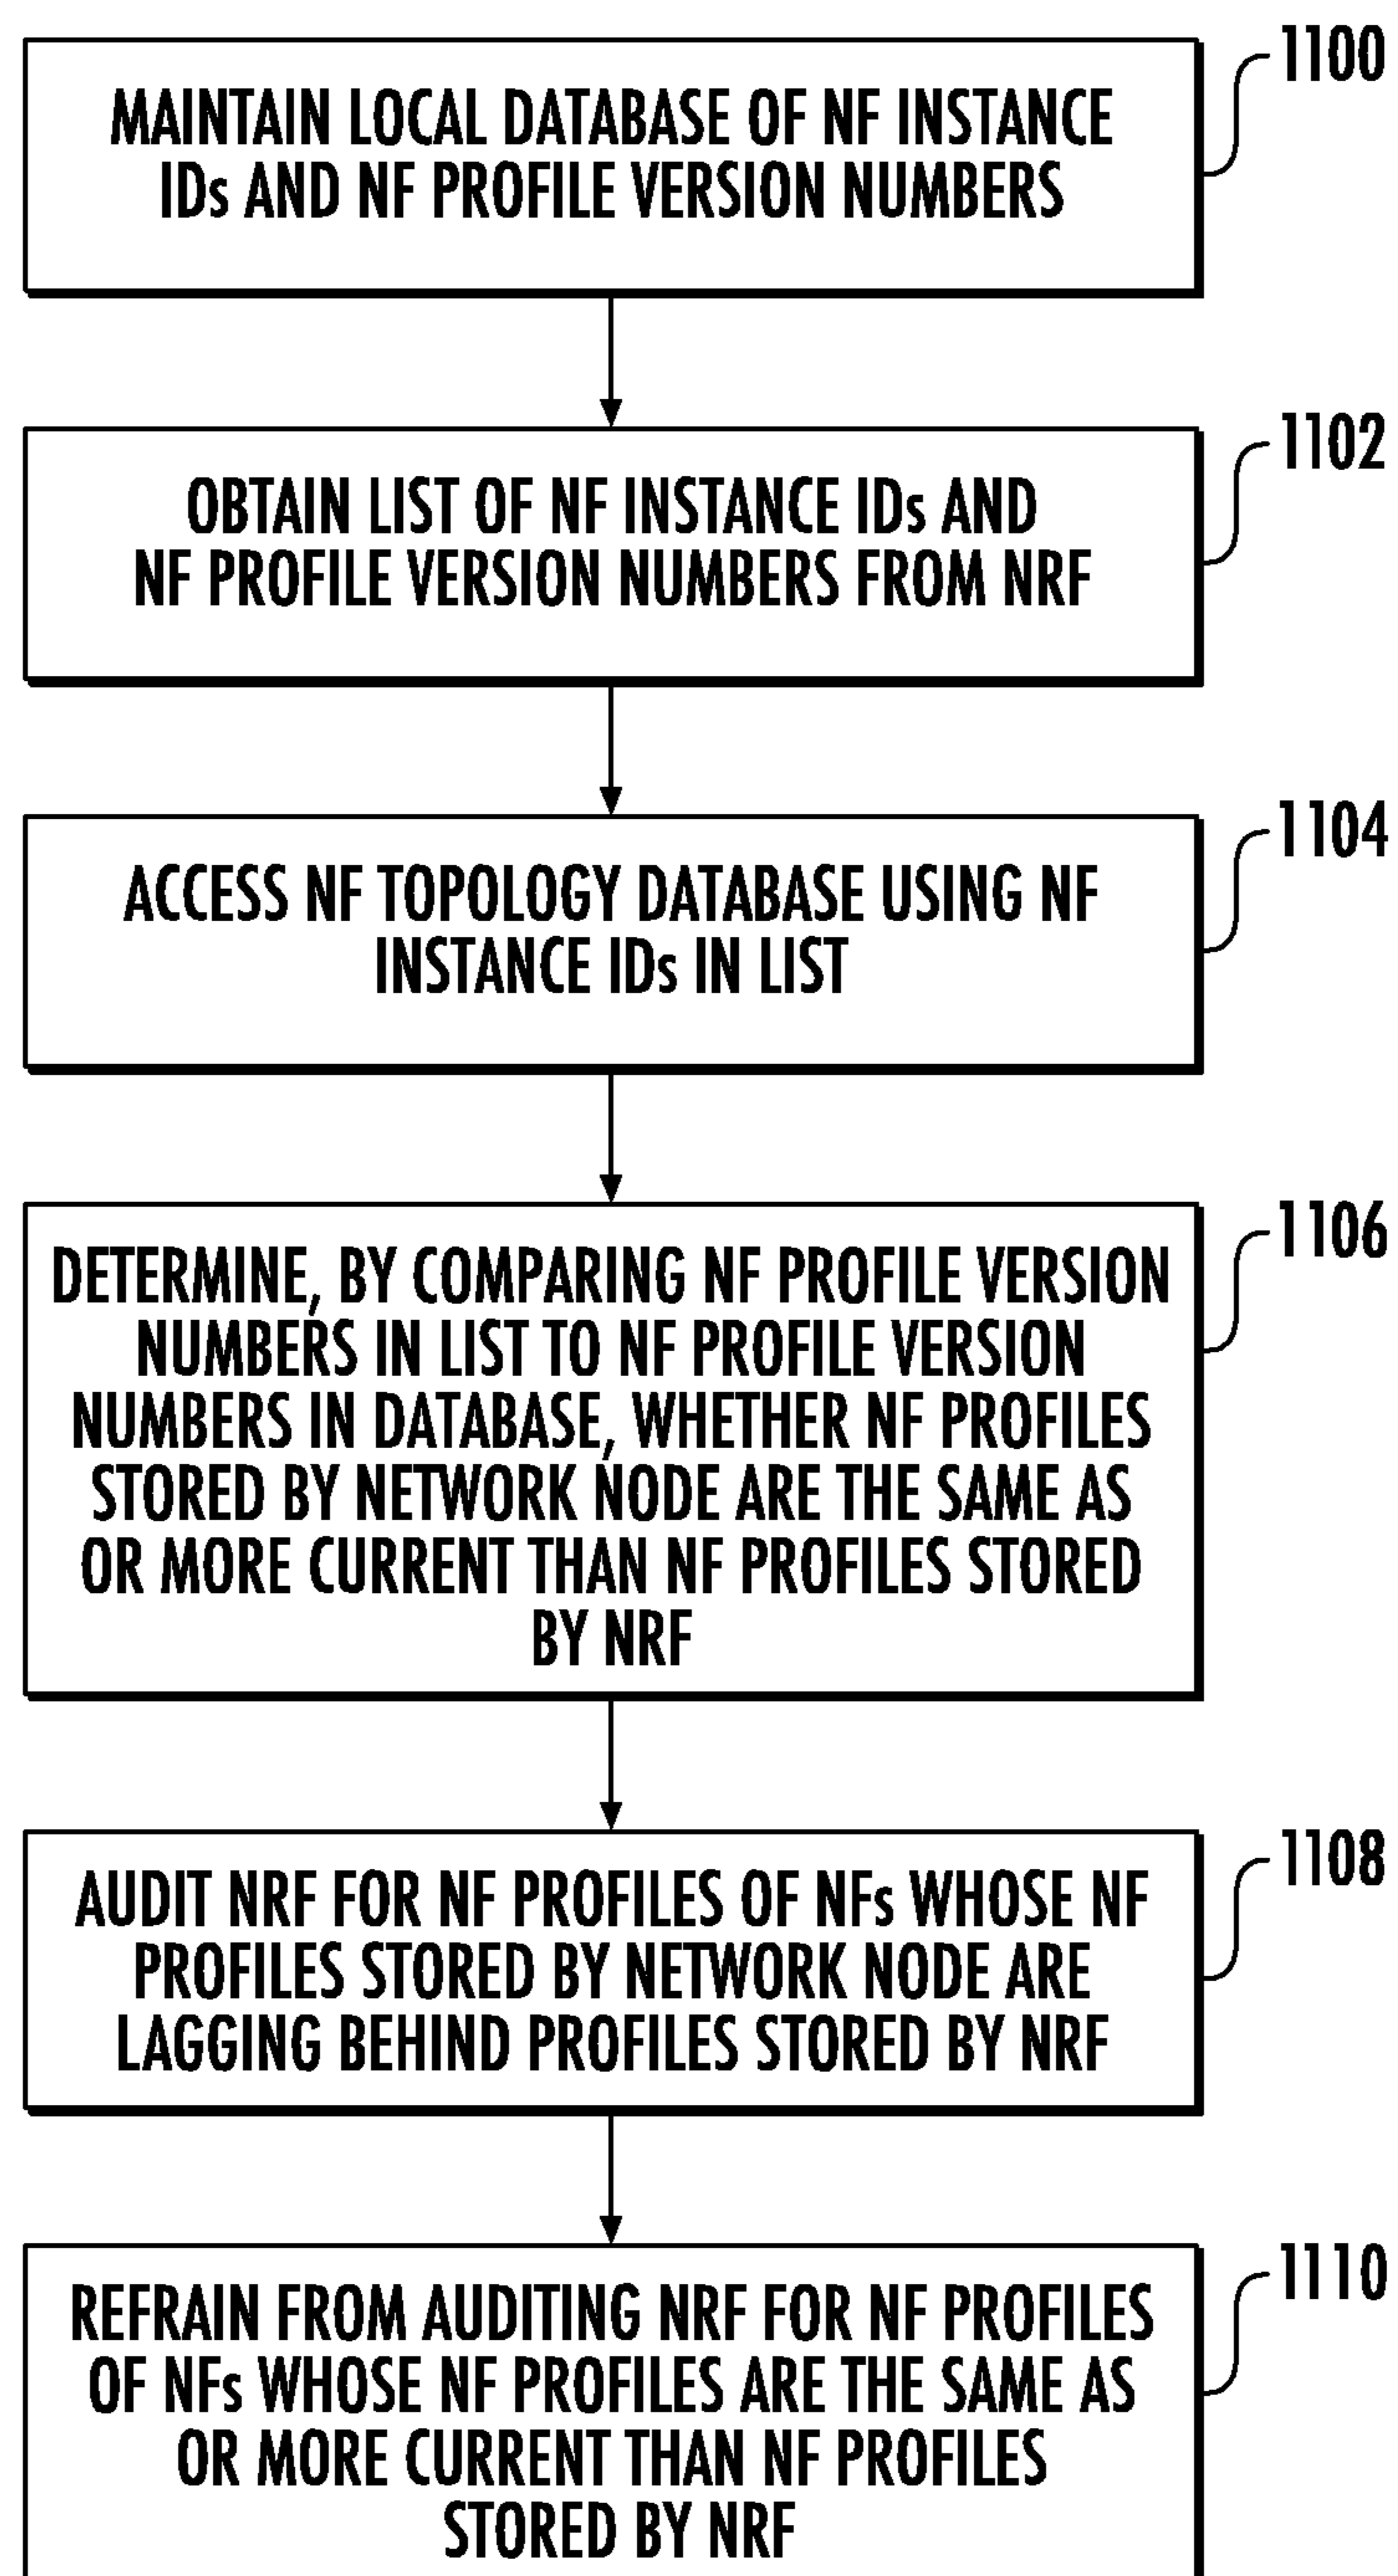 1100
MAINTAIN LOCAL DATABASE OF NF INSTANCE
IDs AND NF PROFILE VERSION NUMBERS
1102
OBTAIN LIST OF NF INSTANCE IDs AND
NF PROFILE VERSION NUMBERS FROM NRF
1104
ACCESS NF TOPOLOGY DATABASE USING NF
INSTANCE IDs IN LIST
1106
DETERMINE, BY COMPARING NF PROFILE VERSION
NUMBERS IN LIST TO NF PROFILE VERSION
NUMBERS IN DATABASE, WHETHER NF PROFILES
STORED BY NETWORK NODE ARE THE SAME AS
OR MORE CURRENT THAN NF PROFILES STORED
BY NRF
1108
AUDIT NRF FOR NF PROFILES OF NFs WHOSE NF
PROFILES STORED BY NETWORK NODE ARE
LAGGING BEHIND PROFILES STORED BY NRF
1110
REFRAIN FROM AUDITING NRF FOR NF PROFILES
OF NFs WHOSE NF PROFILES ARE THE SAME AS
OR MORE CURRENT THAN NF PROFILES
STORED BY NRF